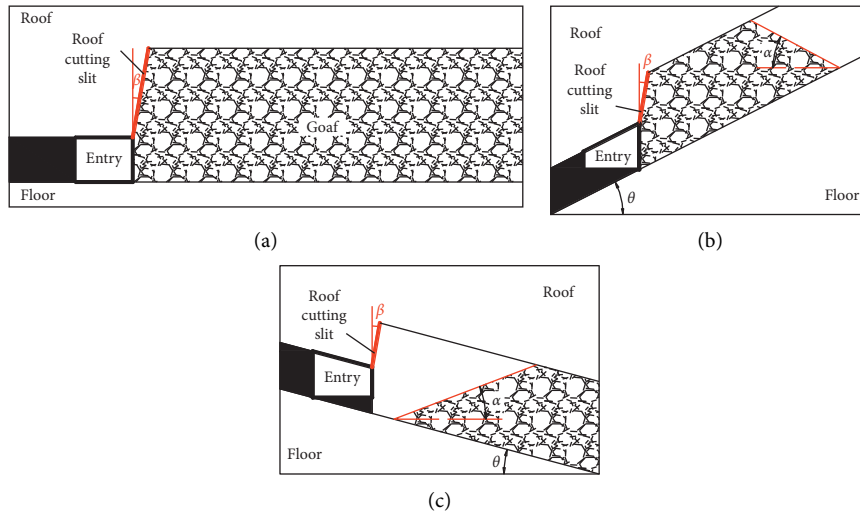 Roof
Roof
cutting
slit
β
Goaf
Entry
Floor
(a)
Roof
β
Roof
cutting
slit
α
Entry
θ
Floor
(b)
Roof
cutting
slit
β
Roof
Entry
α
Floor
θ
(c)